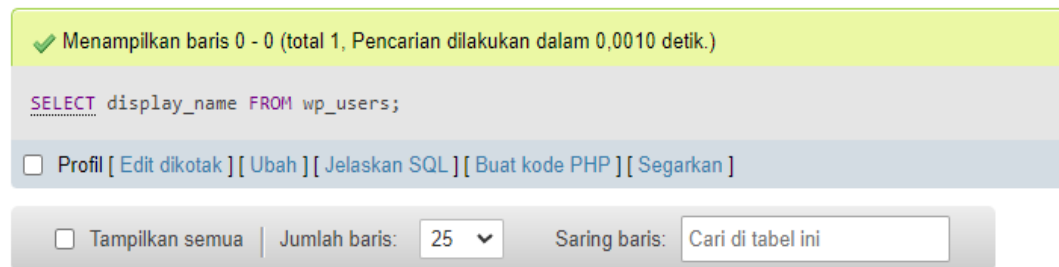 Menampilkan baris 0 - 0 (total 1, Pencarian dilakukan dalam 0,0010 detik.)
SELECT display_name FROM wp_users;
Profil [ Edit dikotak ] [ Ubah ] [ Jelaskan SQL ] [ Buat kode PHP ] [ Segarkan ]
Tampilkan semua | Jumlah baris: 25 Saring baris: Cari di tabel ini